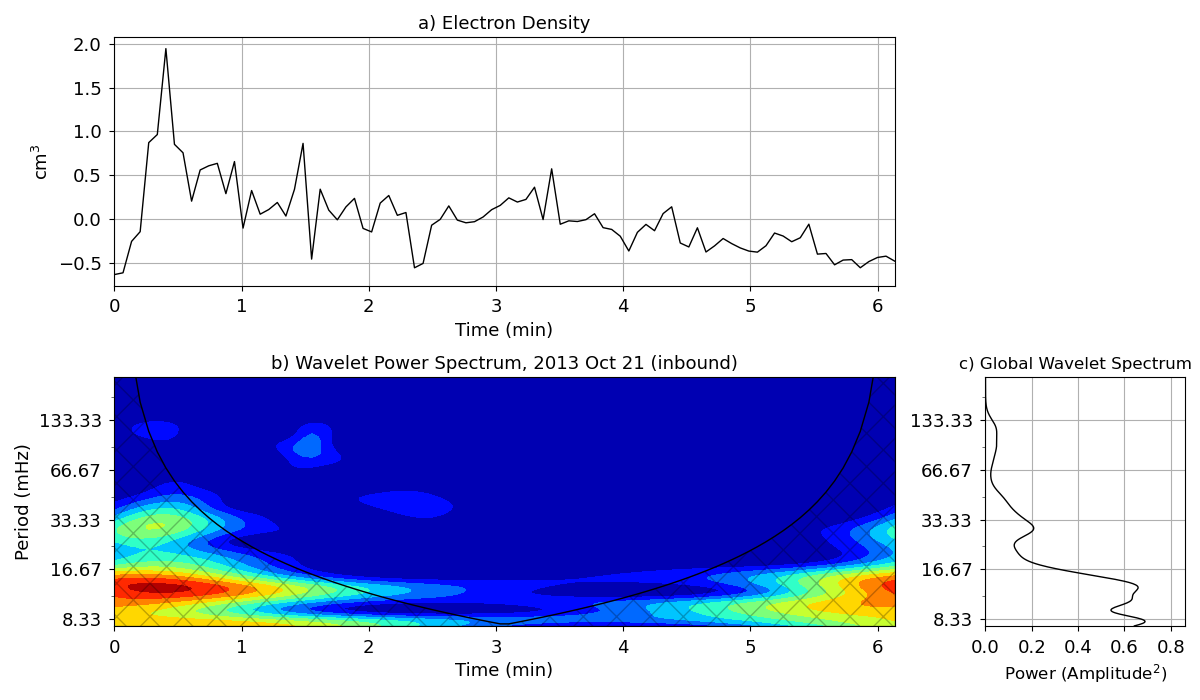 a) Electron Density
2.0
1.5
1.0
0.5
0.0
−0.5
cm³
0 1 2 3 4 5 6
Time (min)
b) Wavelet Power Spectrum, 2013 Oct 21 (inbound)
133.33
66.67
33.33
16.67
8.33
Period (mHz)
0 1 2 3 4 5 6
Time (min)
c) Global Wavelet Spectrum
133.33
66.67
33.33
16.67
8.33
0.0 0.2 0.4 0.6 0.8
Power (Amplitude²)